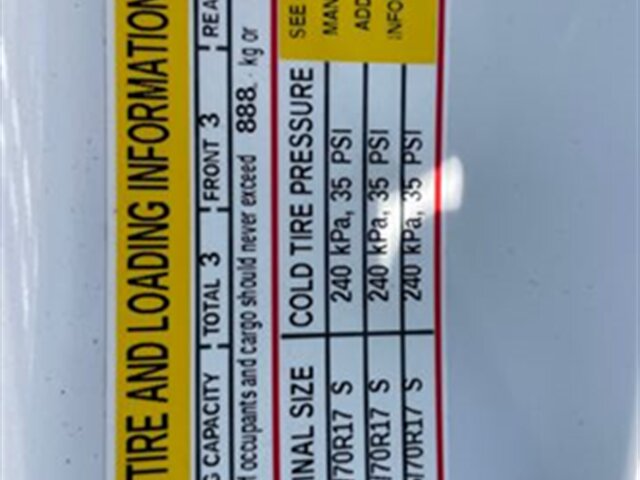 TIRE AND LOADING INFORMATION
G CAPACITY TOTAL 3 FRONT 3 REA
f occupants and cargo should never exceed 888. kg or
INAL SIZE COLD TIRE PRESSURE SEE
/70R17 S 240 kPa, 35 PSI MAN
/70R17 S 240 kPa, 35 PSI ADD
/70R17 S 240 kPa, 35 PSI INFO